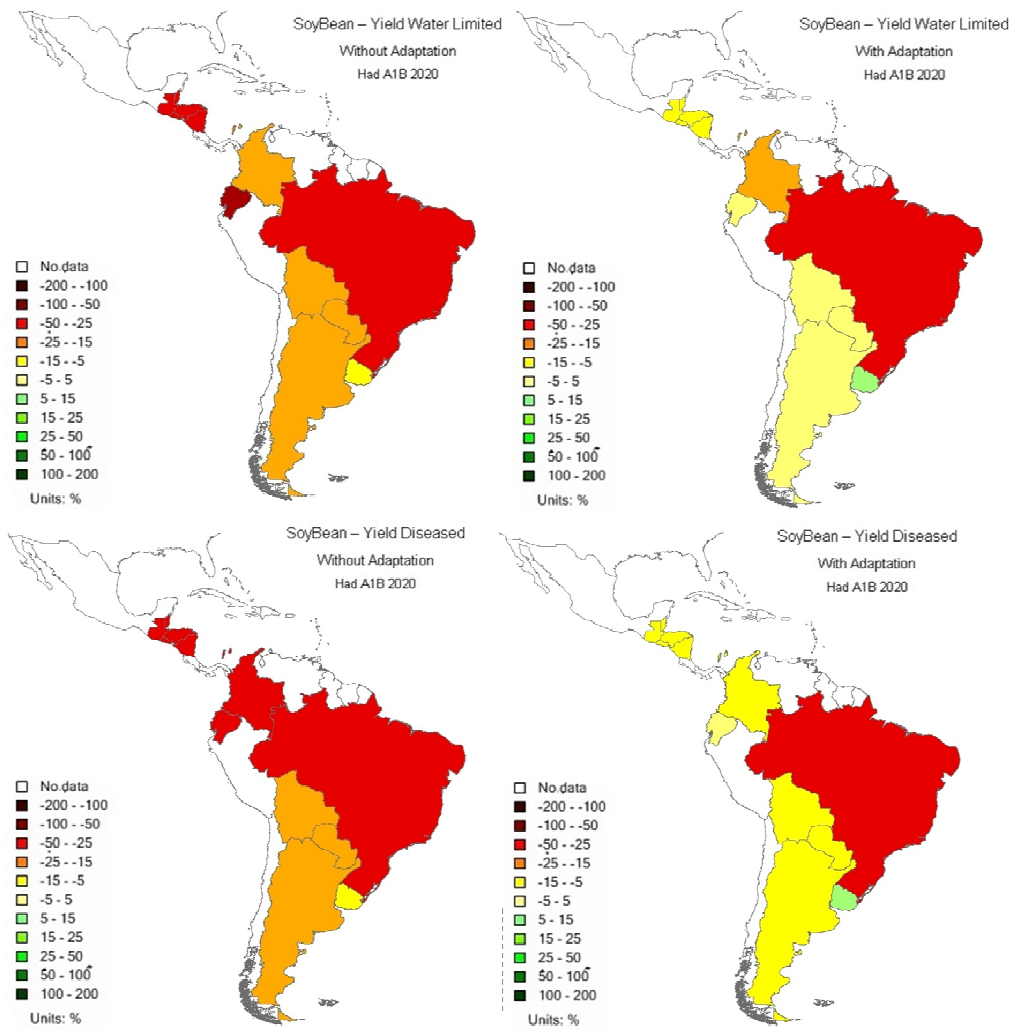 SoyBean – Yield Water Limited
Without Adaptation
Had A1B 2020
No data
-200 - -100
-100 - -50
-50 - -25
-25 - -15
-15 - -5
-5 - 5
5 - 15
15 - 25
25 - 50
50 - 100
100 - 200
Units: %
SoyBean – Yield Water Limited
With Adaptation
Had A1B 2020
No data
-200 - -100
-100 - -50
-50 - -25
-25 - -15
-15 - -5
-5 - 5
5 - 15
15 - 25
25 - 50
50 - 100
100 - 200
Units: %
SoyBean – Yield Diseased
Without Adaptation
Had A1B 2020
No data
-200 - -100
-100 - -50
-50 - -25
-25 - -15
-15 - -5
-5 - 5
5 - 15
15 - 25
25 - 50
50 - 100
100 - 200
Units: %
SoyBean – Yield Diseased
With Adaptation
Had A1B 2020
No data
-200 - -100
-100 - -50
-50 - -25
-25 - -15
-15 - -5
-5 - 5
5 - 15
15 - 25
25 - 50
50 - 100
100 - 200
Units: %